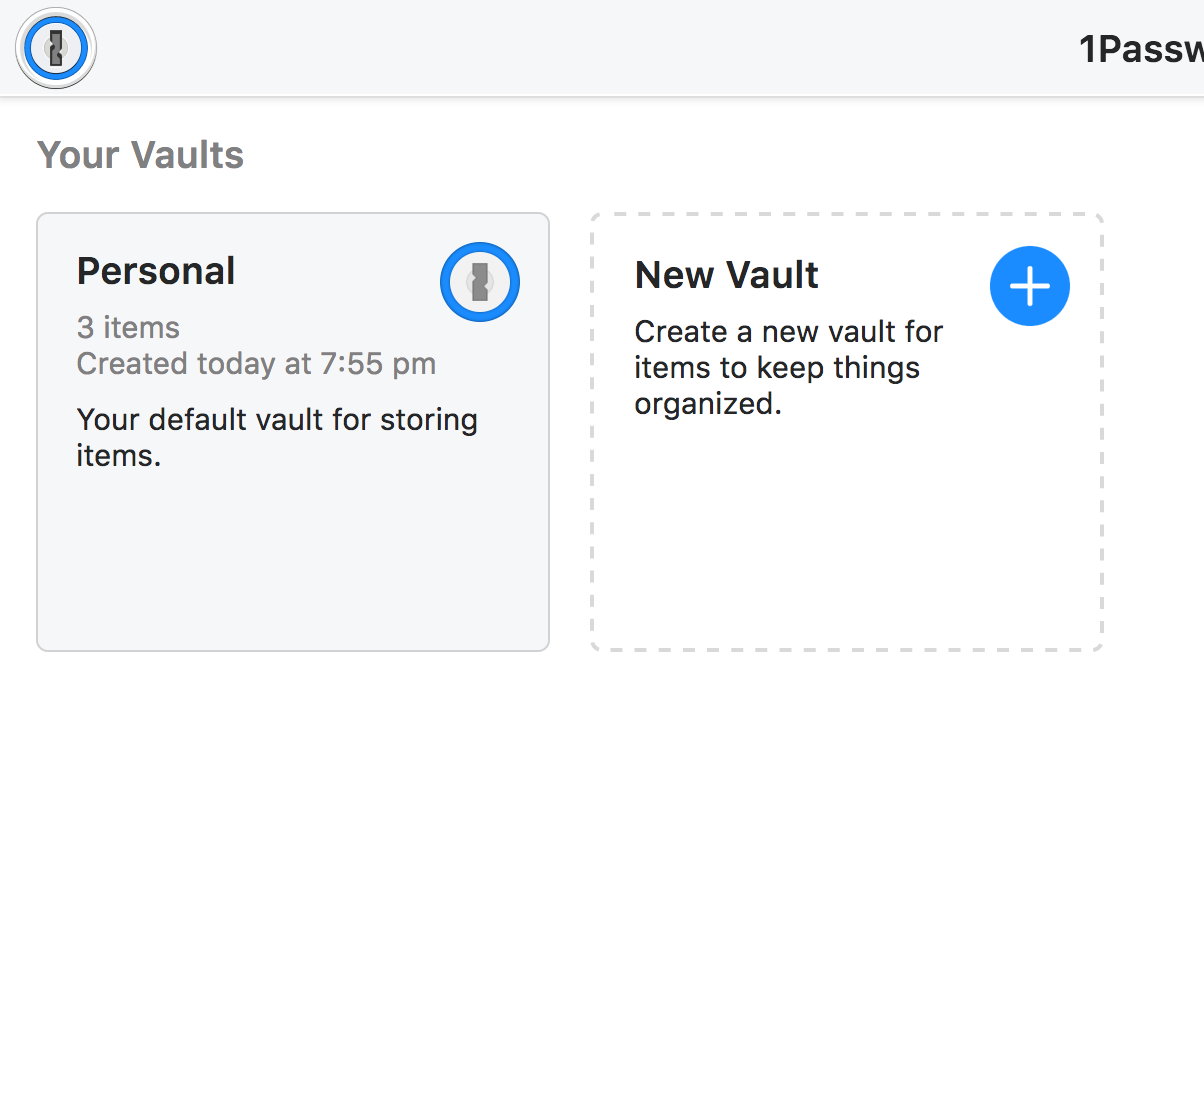 1Passw
Your Vaults
Personal
3 items
Created today at 7:55 pm
Your default vault for storing
items.
New Vault
Create a new vault for
items to keep things
organized.